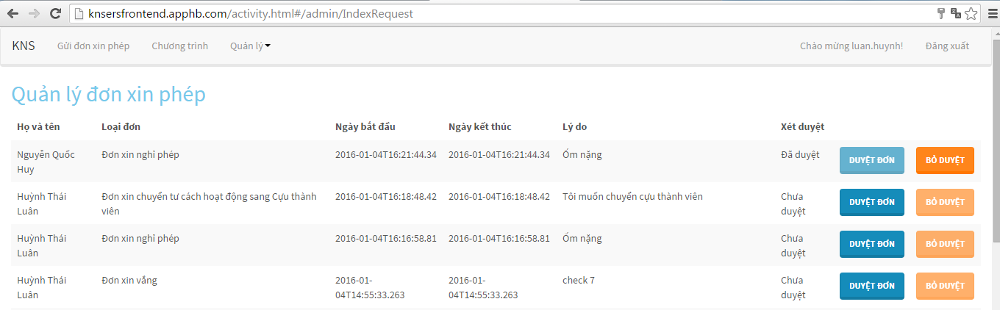 knsersfrontend.apphb.com/activity.html#/admin/IndexRequest
KNS Gửi đơn xin phép Chương trình Quản lý Chào mừng luan.huynh! Đăng xuất
Quản lý đơn xin phép
Họ và tên Loại đơn Ngày bắt đầu Ngày kết thúc Lý do Xét duyệt
Nguyễn Quốc Đơn xin nghỉ phép 2016-01-04T16:21:44.34 2016-01-04T16:21:44.34 Ốm nặng Đã duyệt DUYỆT ĐƠN BỎ DUYỆT
Huy
Huỳnh Thái Đơn xin chuyển tư cách hoạt động sang Cựu thành 2016-01-04T16:18:48.42 2016-01-04T16:18:48.42 Tôi muốn chuyển cựu thành viên Chưa DUYỆT ĐƠN BỎ DUYỆT
Luân viên duyệt
Huỳnh Thái Đơn xin nghỉ phép 2016-01-04T16:16:58.81 2016-01-04T16:16:58.81 Ốm nặng Chưa DUYỆT ĐƠN BỎ DUYỆT
Luân duyệt
Huỳnh Thái Đơn xin vắng 2016-01- 2016-01- check 7 Chưa DUYỆT ĐƠN BỎ DUYỆT
Luân 04T14:55:33.263 04T14:55:33.263 duyệt